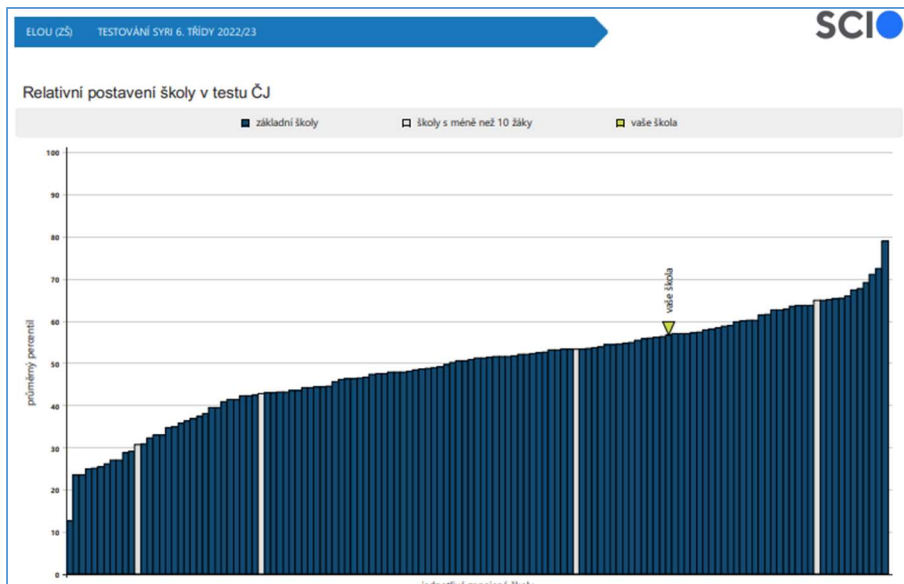 ELOU (ZŠ) TESTOVÁNÍ SYRI 6. TŘÍDY 2022/23
SCIO
Relativní postavení školy v testu ČJ
základní školy školy s méně než 10 žáky vaše škola
100
90
80
70
60
50
40
30
20
10
0
průměrný percentil
vaše škola